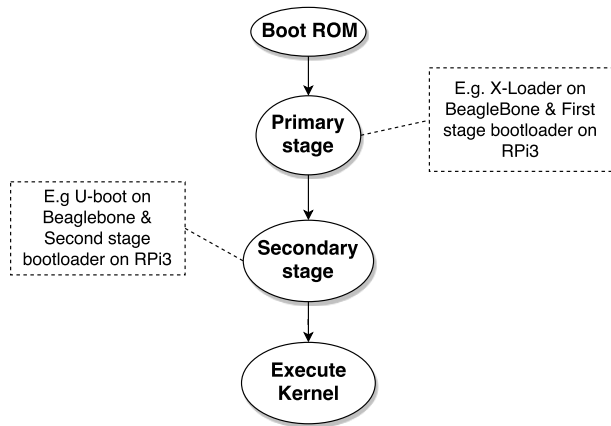 Boot ROM
E.g. X-Loader on
BeagleBone & First
stage bootloader on
RPi3
Primary
stage
E.g U-boot on
Beaglebone &
Second stage
bootloader on RPi3
Secondary
stage
Execute
Kernel